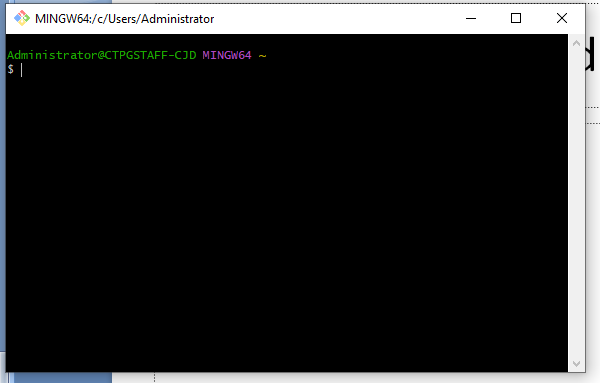 MINGW64:/c/Users/Administrator
Administrator@CTPGSTAFF-CJD MINGW64 ~
$